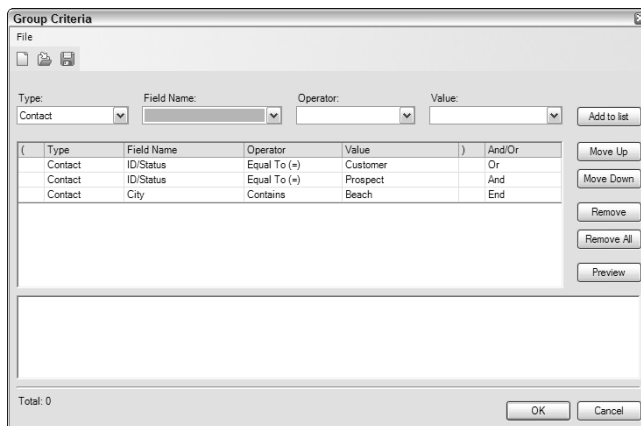 Group Criteria
File
Type: Field Name: Operator: Value:
Contact Add to list
( Type Field Name Operator Value ) And/Or Move Up
Contact ID/Status Equal To (=) Customer Or
Contact ID/Status Equal To (=) Prospect And Move Down
Contact City Contains Beach End
Remove
Remove All
Preview
Total: 0
OK Cancel